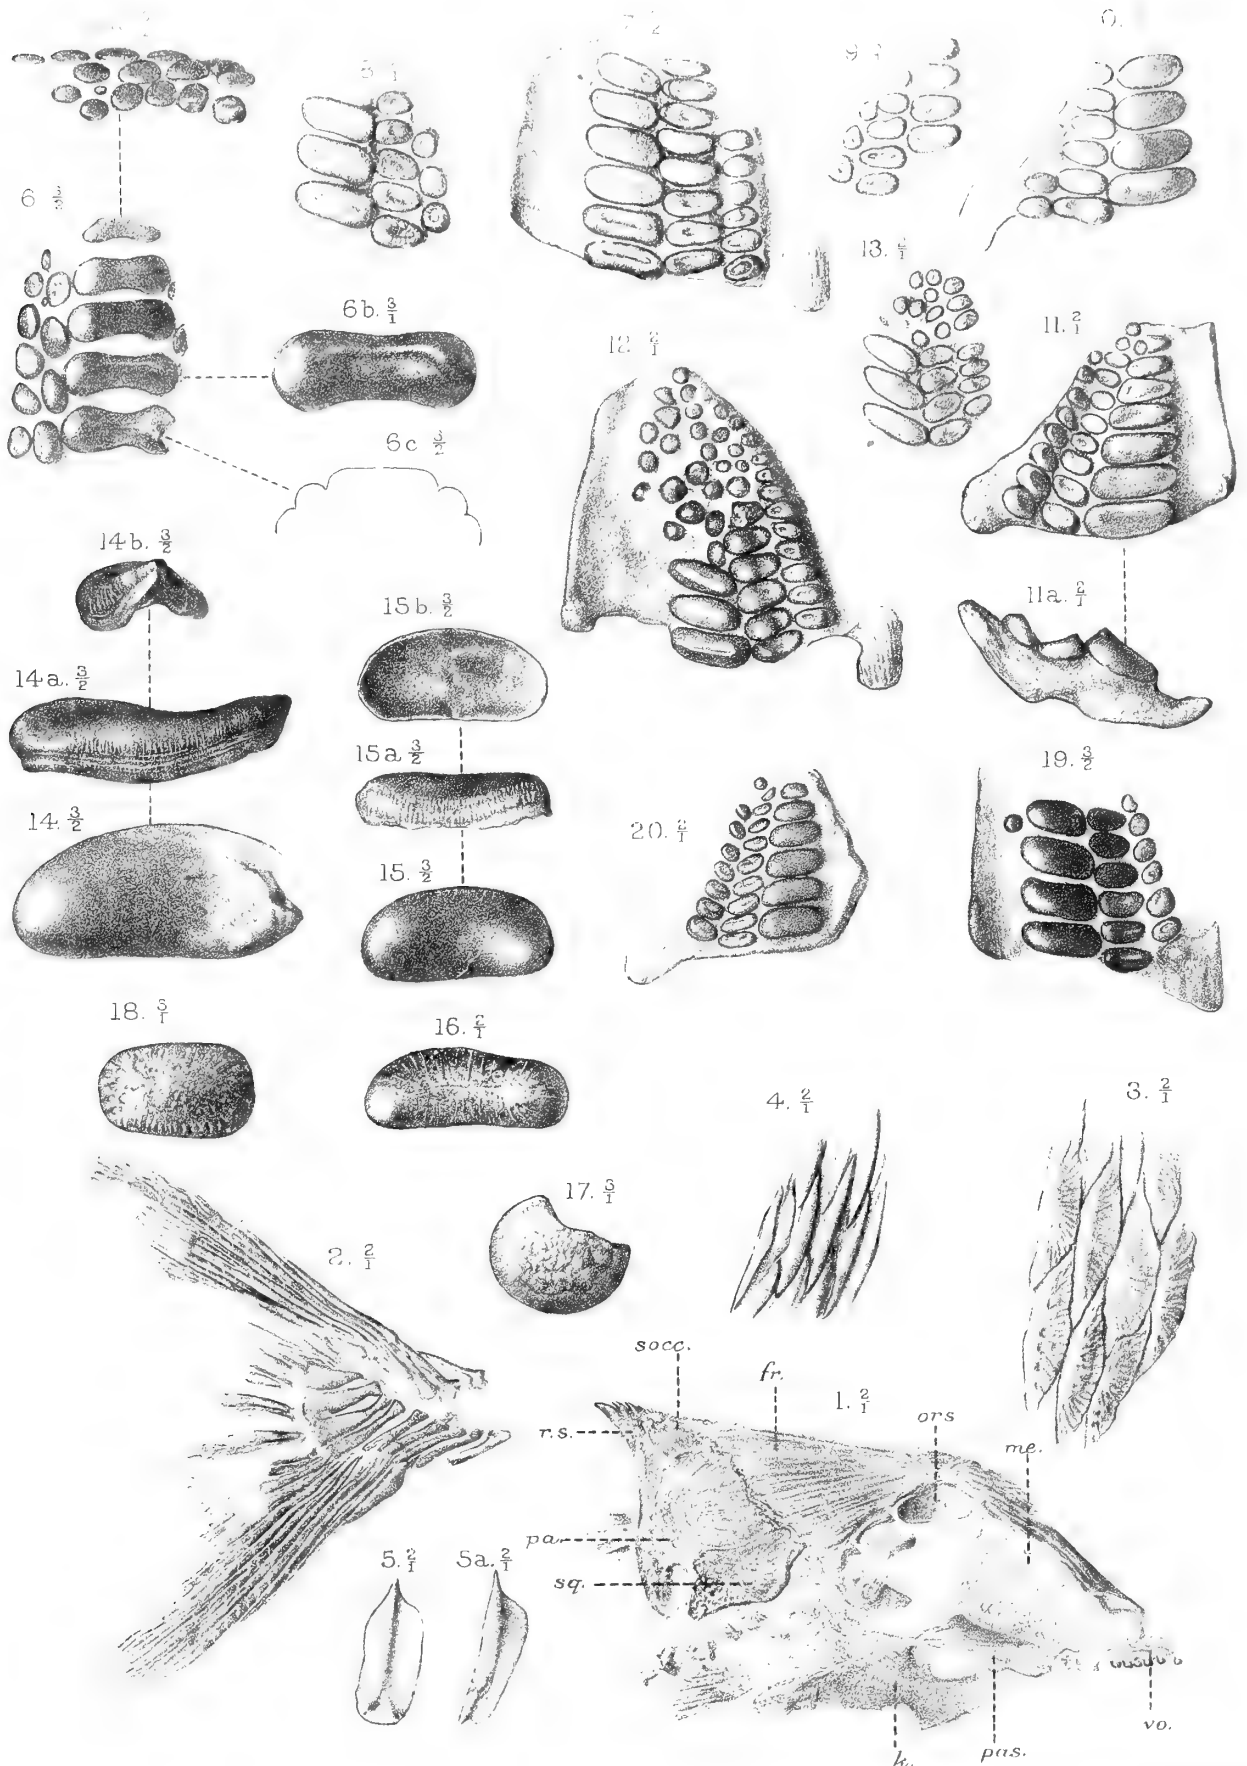 6 3/2
6b. 3/1
6c 3/2
13. 2/1
11. 2/1
12. 2/1
11a. 2/1
14b. 3/2
15b. 3/2
14a. 3/2
15a 3/2
19. 3/2
14. 3/2
15. 3/2
20. 2/1
18. 3/1
16. 2/1
4. 2/1
3. 2/1
17. 3/1
2. 2/1
socc.
fr.
1. 2/1
ors
r.s.
me.
pa.
5. 2/1
5a. 2/1
sq.
vo.
k.
pas.